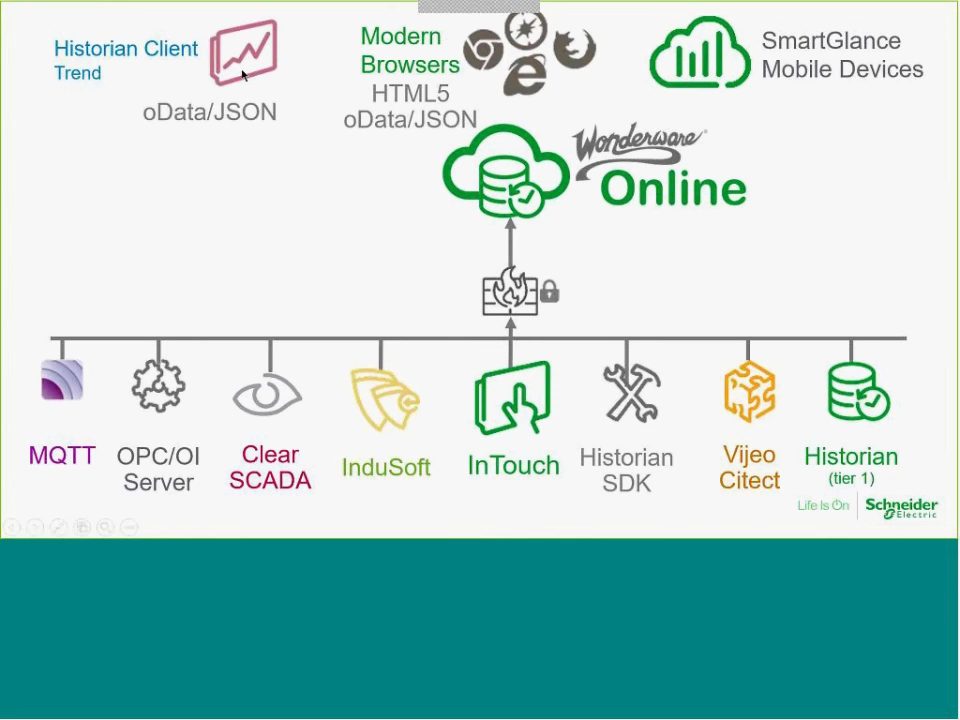 Historian Client
Trend
oData/JSON
Modern
Browsers
HTML5
oData/JSON
SmartGlance
Mobile Devices
Wonderware
Online
MQTT
OPC/OI
Server
Clear
SCADA
InduSoft
InTouch
Historian
SDK
Vijeo
Citect
Historian
(tier 1)
Life Is On
Schneider
Electric